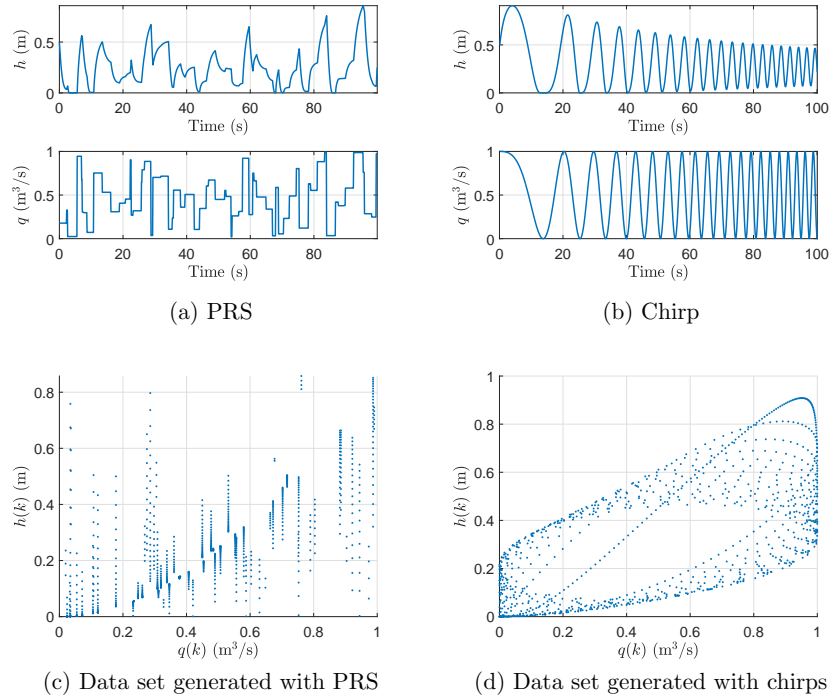 0.5
0
h (m)
0 20 40 60 80
Time (s)
1
0.5
0
q (m³/s)
0 20 40 60 80
Time (s)
(a) PRS
0.5
0
h (m)
0 20 40 60 80 100
Time (s)
1
0.5
0
q (m³/s)
0 20 40 60 80 100
Time (s)
(b) Chirp
0.8
0.6
0.4
0.2
0
h(k) (m)
0 0.2 0.4 0.6 0.8 1
q(k) (m³/s)
(c) Data set generated with PRS
1
0.8
0.6
0.4
0.2
0
h(k) (m)
0 0.2 0.4 0.6 0.8 1
q(k) (m³/s)
(d) Data set generated with chirps